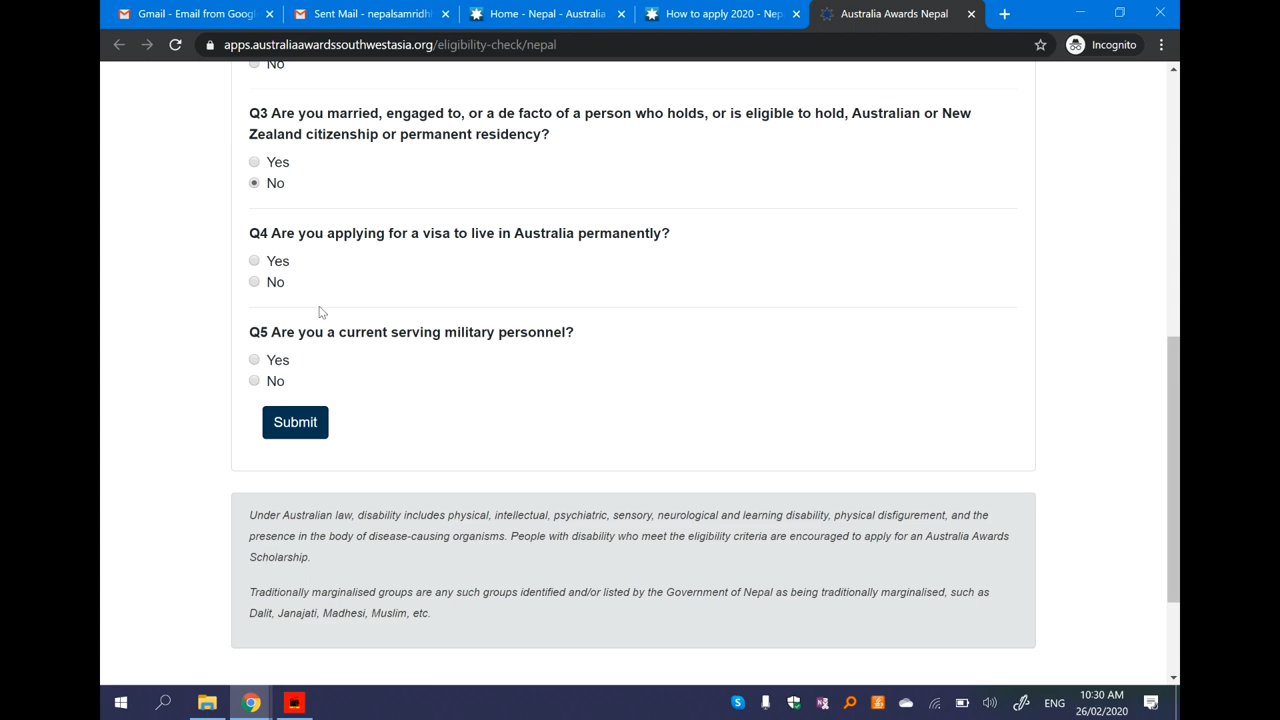 Gmail - Email from Googl
Sent Mail - nepalsamridhi
Home - Nepal - Australia
How to apply 2020 - Nep
Australia Awards Nepal
apps.australiaawardssouthwestasia.org/eligibility-check/nepal
Incognito
No
Q3 Are you married, engaged to, or a de facto of a person who holds, or is eligible to hold, Australian or New
Zealand citizenship or permanent residency?
Yes
No
Q4 Are you applying for a visa to live in Australia permanently?
Yes
No
Q5 Are you a current serving military personnel?
Yes
No
Submit
Under Australian law, disability includes physical, intellectual, psychiatric, sensory, neurological and learning disability, physical disfigurement, and the
presence in the body of disease-causing organisms. People with disability who meet the eligibility criteria are encouraged to apply for an Australia Awards
Scholarship.
Traditionally marginalised groups are any such groups identified and/or listed by the Government of Nepal as being traditionally marginalised, such as
Dalit, Janajati, Madhesi, Muslim, etc.
ENG
10:30 AM
26/02/2020